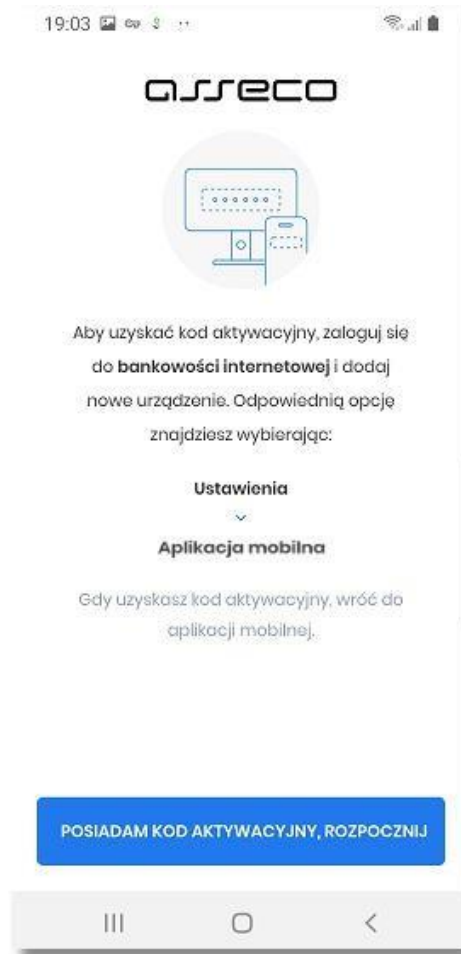 19:03
asseco
Aby uzyskać kod aktywacyjny, zaloguj się
do bankowości internetowej i dodaj
nowe urządzenie. Odpowiednią opcję
znajdziesz wybierając:
Ustawienia
Aplikacja mobilna
Gdy uzyskasz kod aktywacyjny, wróć do
aplikacji mobilnej.
POSIADAM KOD AKTYWACYJNY, ROZPOCZNIJ